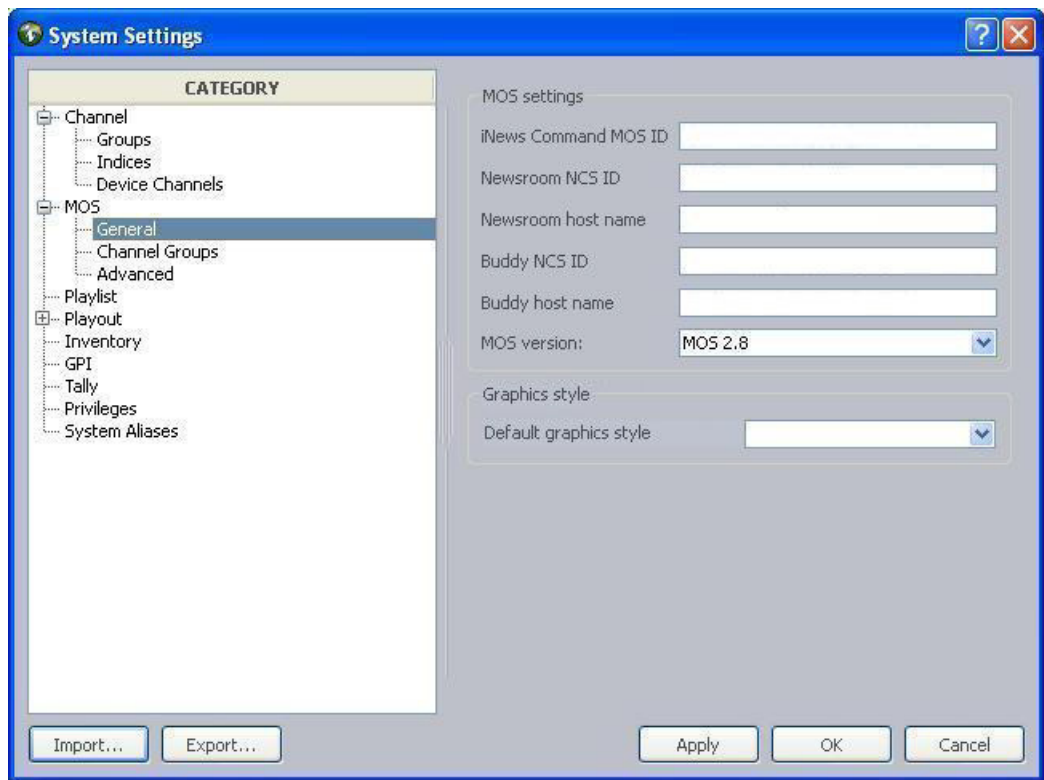 System Settings
CATEGORY
Channel
Groups
Indices
Device Channels
MOS
General
Channel Groups
Advanced
Playlist
Playout
Inventory
GPI
Tally
Privileges
System Aliases
MOS settings
iNews Command MOS ID
Newsroom NCS ID
Newsroom host name
Buddy NCS ID
Buddy host name
MOS version: MOS 2.8
Graphics style
Default graphics style
Import... Export... Apply OK Cancel